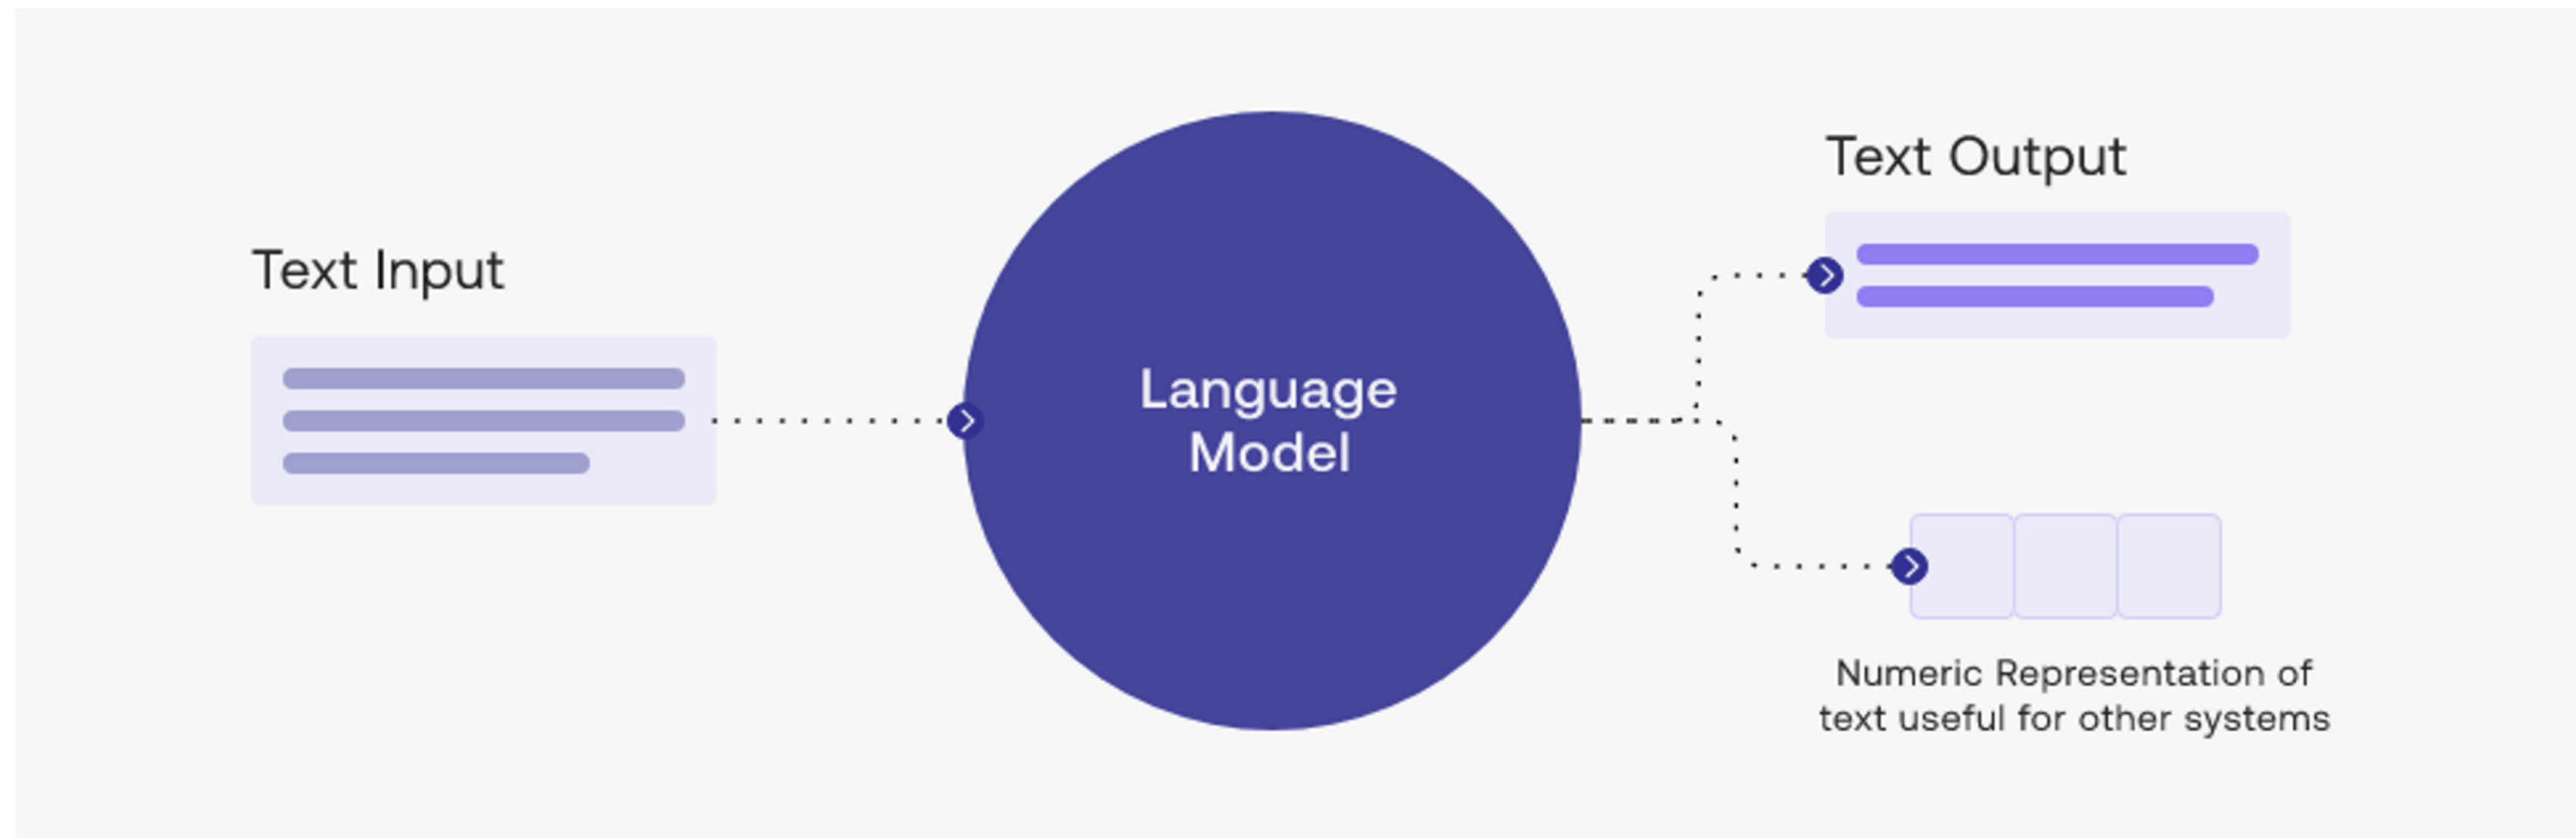 Text Input
Language
Model
Text Output
Numeric Representation of
text useful for other systems